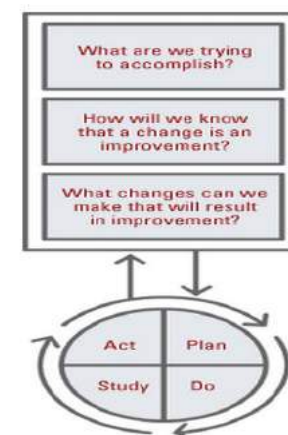 What are we trying
to accomplish?
How will we know
that a change is an
improvement?
What changes can we
make that will result
in improvement?
Act
Plan
Study
Do